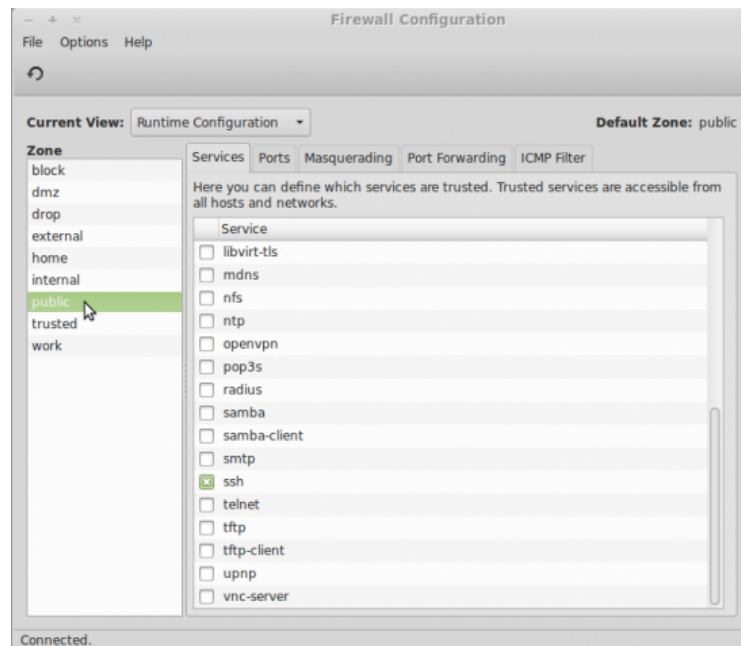 Firewall Configuration
File Options Help
Current View: Runtime Configuration Default Zone: public
Zone
block
dmz
drop
external
home
internal
public
trusted
work
Services Ports Masquerading Port Forwarding ICMP Filter
Here you can define which services are trusted. Trusted services are accessible from
all hosts and networks.
Service
libvirt-tls
mdns
nfs
ntp
openvpn
pop3s
radius
samba
samba-client
smtp
ssh
telnet
tftp
tftp-client
upnp
vnc-server
Connected.